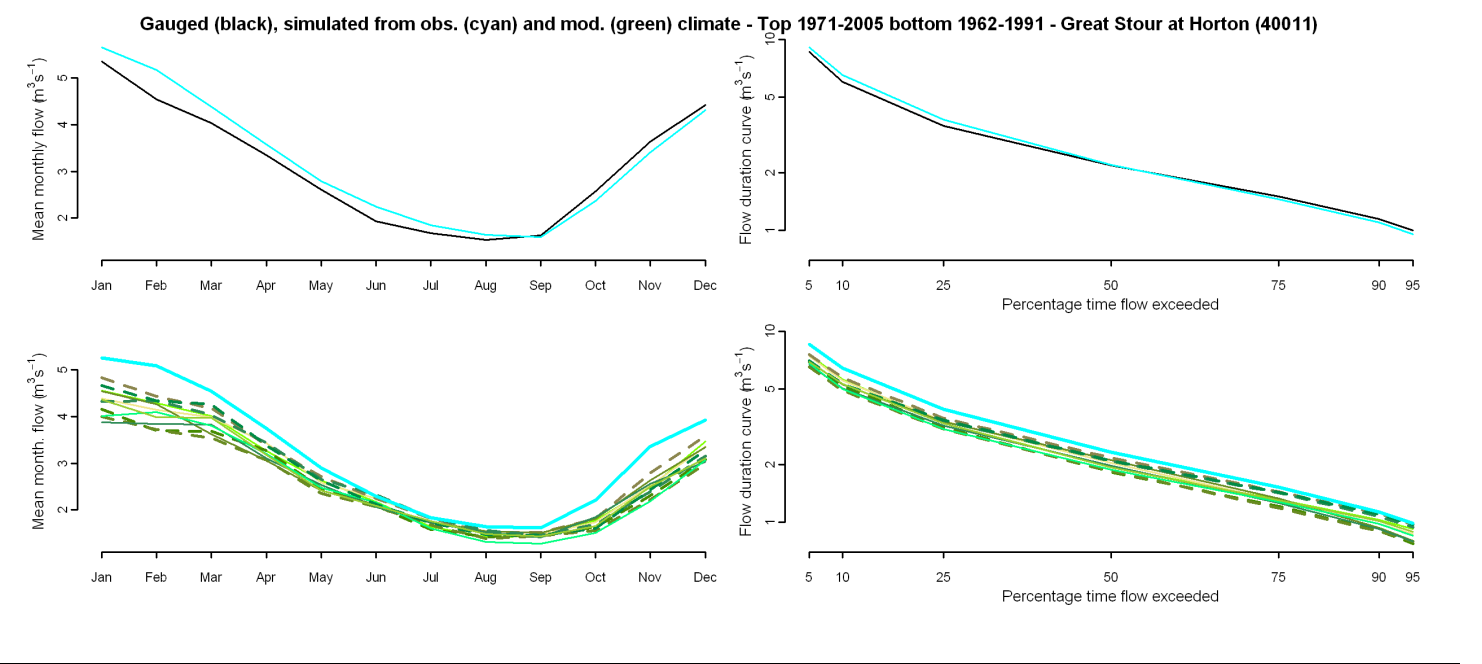 Gauged (black), simulated from obs. (cyan) and mod. (green) climate - Top 1971-2005 bottom 1962-1991 - Great Stour at Horton (40011)
Mean monthly flow (m³s⁻¹)
5
4
3
2
Jan Feb Mar Apr May Jun Jul Aug Sep Oct Nov Dec
Flow duration curve (m³s⁻¹)
10
5
2
1
5 10 25 50 75 90 95
Percentage time flow exceeded
Mean month. flow (m³s⁻¹)
5
4
3
2
Jan Feb Mar Apr May Jun Jul Aug Sep Oct Nov Dec
Flow duration curve (m³s⁻¹)
10
5
2
1
5 10 25 50 75 90 95
Percentage time flow exceeded